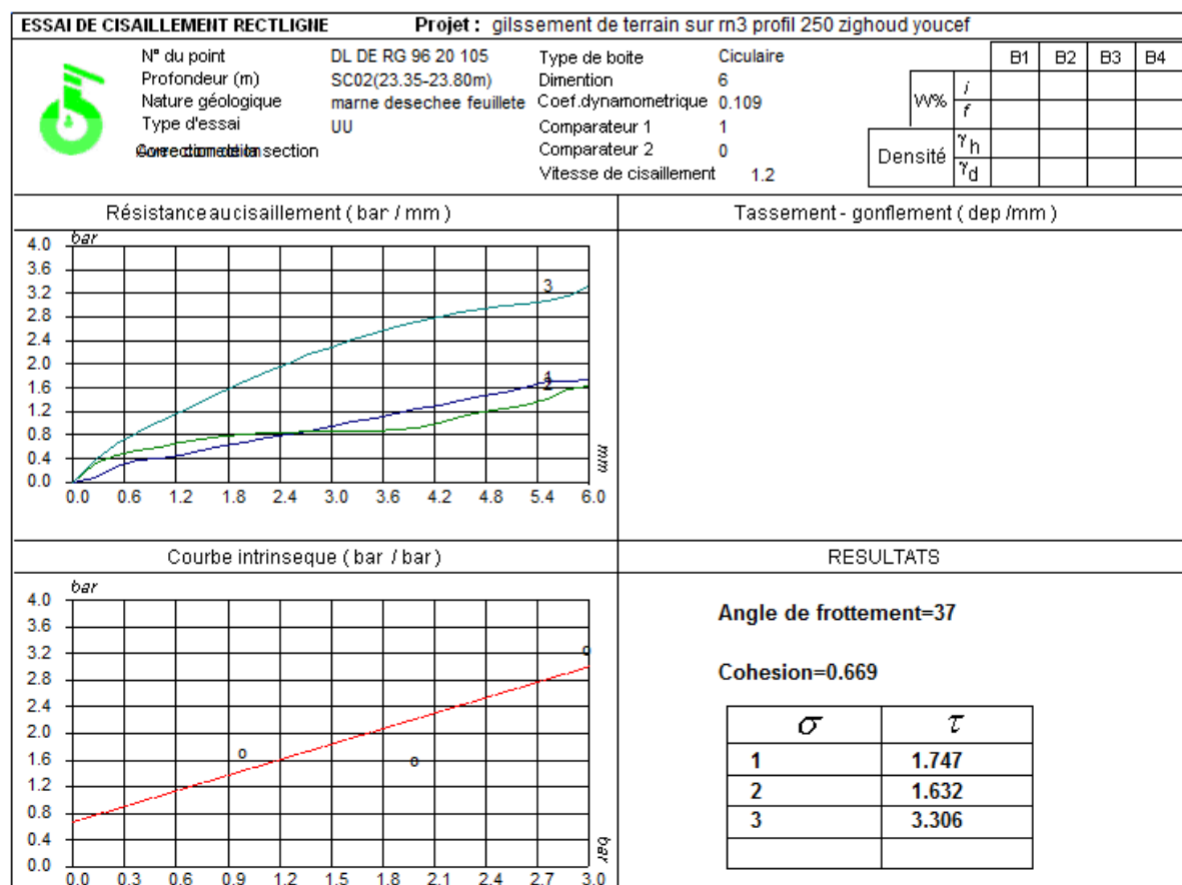 ESSAI DE CISAILLEMENT RECTLIGNE Projet : gilssement de terrain sur rn3 profil 250 zighoud youcef
N° du point DL DE RG 96 20 105 Type de boite Ciculaire
Profondeur (m) SC02(23.35-23.80m) Dimention 6
Nature géologique marne desechee feuillete Coef.dynamometrique 0.109
Type d'essai UU Comparateur 1 1
section Comparateur 2 0
Vitesse de cisaillement 1.2
B1 B2 B3 B4
W% i
f
Densité γh
γd
Résistance au cisaillement ( bar / mm )
Tassement - gonflement ( dep /mm )
bar
4.0
3.6
3.2
2.8
2.4
2.0
1.6
1.2
0.8
0.4
0.0
3
1
2
mm
0.0 0.6 1.2 1.8 2.4 3.0 3.6 4.2 4.8 5.4 6.0
Courbe intrinseque ( bar / bar )
RESULTATS
bar
4.0
3.6
3.2
2.8
2.4
2.0
1.6
1.2
0.8
0.4
0.0
bar
0.0 0.3 0.6 0.9 1.2 1.5 1.8 2.1 2.4 2.7 3.0
Angle de frottement=37
Cohesion=0.669
σ τ
1 1.747
2 1.632
3 3.306